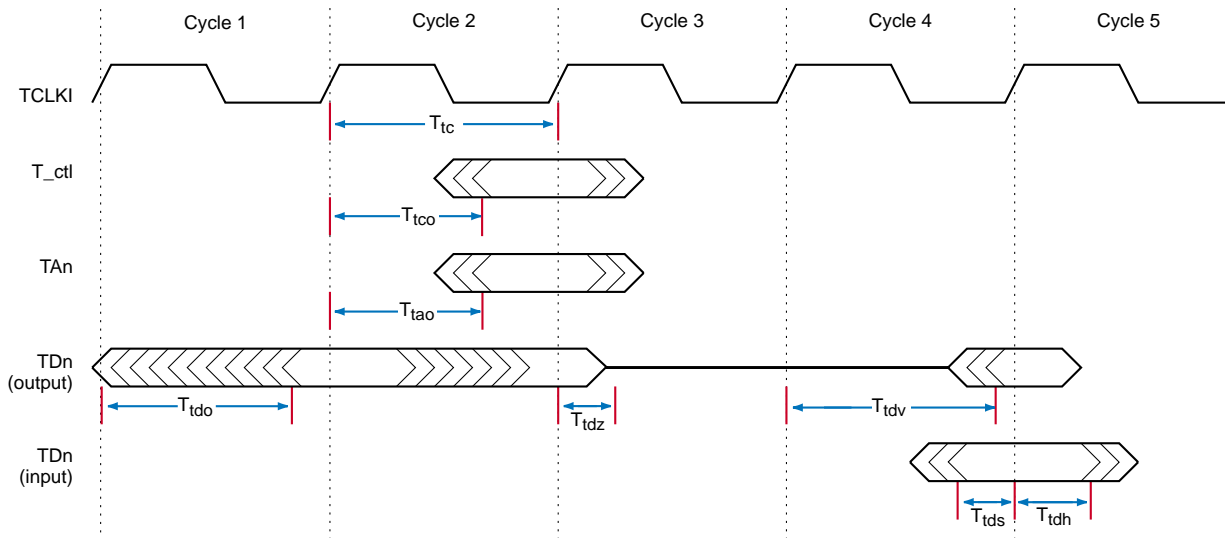 Cycle 1 Cycle 2 Cycle 3 Cycle 4 Cycle 5
TCLKI
Ttc
T_ctl
Ttco
TAn
Ttao
TDn
(output)
Ttdo Ttdz Ttdv
TDn
(input)
Ttds Ttdh